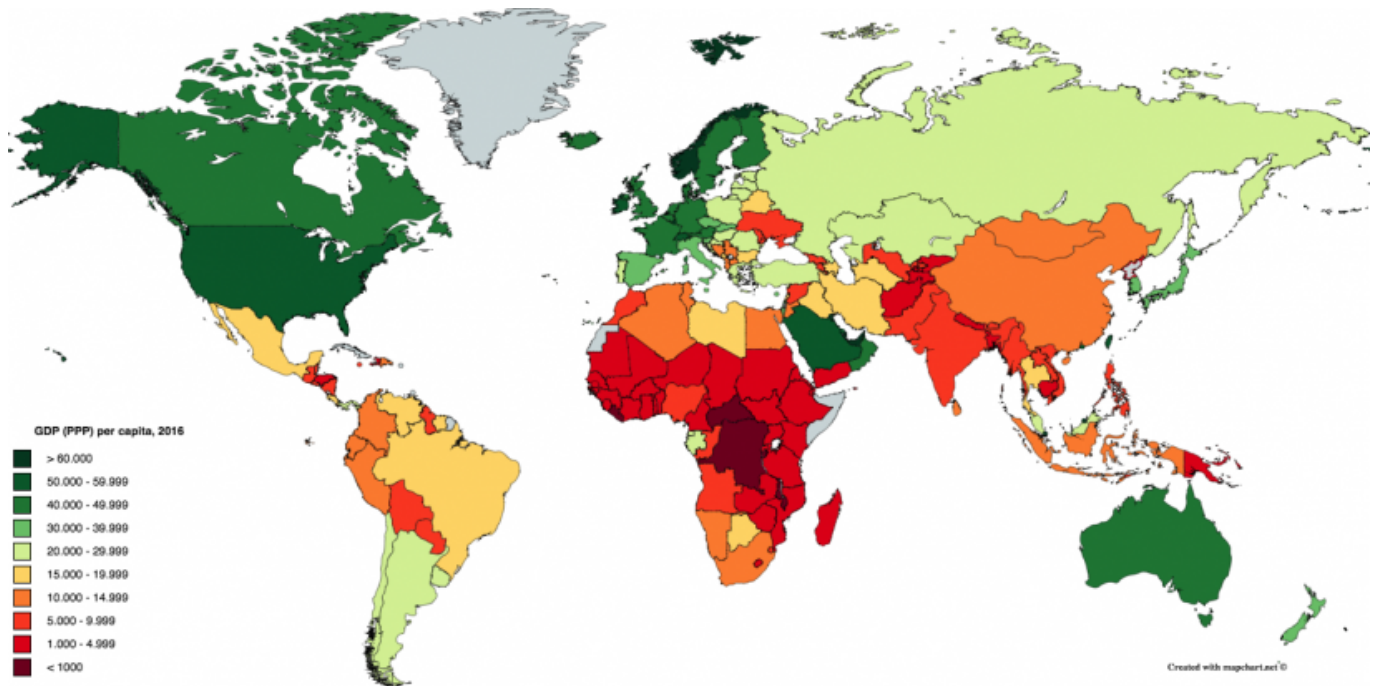 GDP (PPP) per capita, 2016
> 60.000
50.000 - 59.999
40.000 - 49.999
30.000 - 39.999
20.000 - 29.999
15.000 - 19.999
10.000 - 14.999
5.000 - 9.999
1.000 - 4.999
< 1000
Created with mapchart.net ©